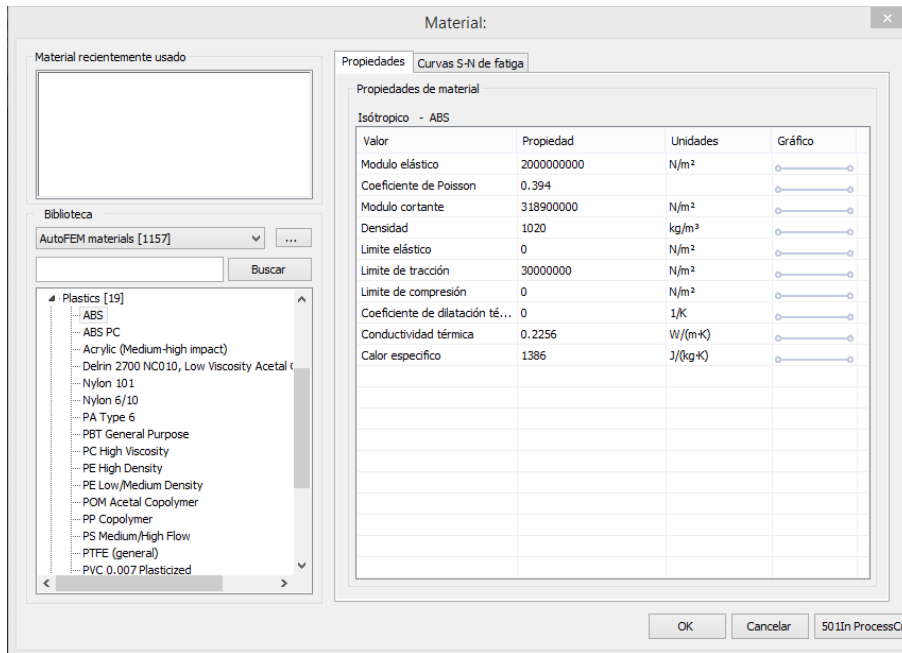 Material:
Material recientemente usado
Biblioteca
AutoFEM materials [1157]
...
Buscar
Plastics [19]
ABS
ABS PC
Acrylic (Medium-high impact)
Delrin 2700 NC010, Low Viscosity Acetal
Nylon 101
Nylon 6/10
PA Type 6
PBT General Purpose
PC High Viscosity
PE High Density
PE Low/Medium Density
POM Acetal Copolymer
PP Copolymer
PS Medium/High Flow
PTFE (general)
PVC 0.007 Plasticized
Propiedades Curvas S-N de fatiga
Propiedades de material
Isótropico - ABS
Valor Propiedad Unidades Gráfico
Modulo elástico 2000000000 N/m²
Coeficiente de Poisson 0.394
Modulo cortante 318900000 N/m²
Densidad 1020 kg/m³
Limite elástico 0 N/m²
Limite de tracción 30000000 N/m²
Limite de compresión 0 N/m²
Coeficiente de dilatación té... 0 1/K
Conductividad térmica 0.2256 W/(m·K)
Calor especifico 1386 J/(kg·K)
OK Cancelar 501In ProcessC